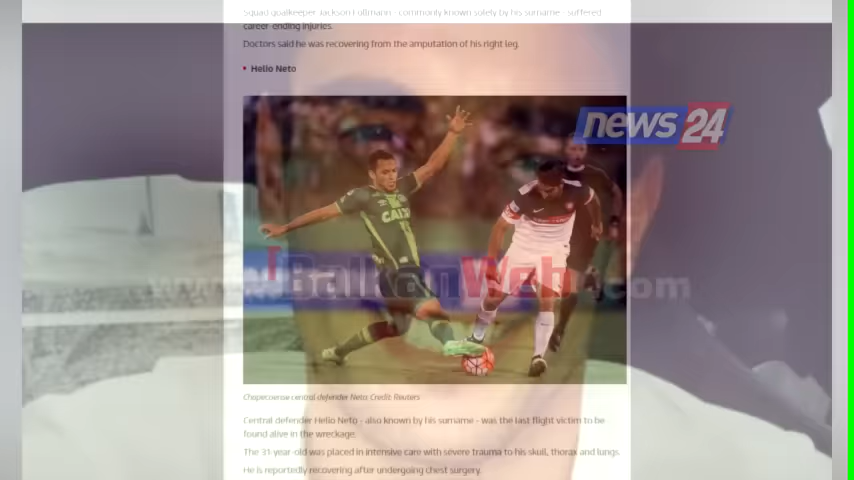 Squad goalkeeper Jackson Follmann - commonly known solely by his surname - suffered
career-ending injuries.
Doctors said he was recovering from the amputation of his right leg.
• Helio Neto
news 24
CAIXA
www.BalkanWeb.com
Chapecoense central defender Neto: Credit: Reuters
Central defender Helio Neto - also known by his surname - was the last flight victim to be
found alive in the wreckage.
The 31-year-old was placed in intensive care with severe trauma to his skull, thorax and lungs.
He is reportedly recovering after undergoing chest surgery.